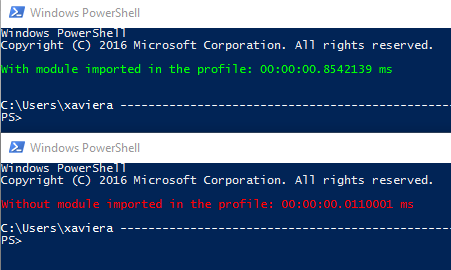 Windows PowerShell
Windows PowerShell
Copyright (C) 2016 Microsoft Corporation. All rights reserved.
With module imported in the profile: 00:00:00.8542139 ms
C:\Users\xaviera -----------------------------------------------
PS>
Windows PowerShell
Windows PowerShell
Copyright (C) 2016 Microsoft Corporation. All rights reserved.
Without module imported in the profile: 00:00:00.0110001 ms
C:\Users\xaviera -----------------------------------------------
PS>